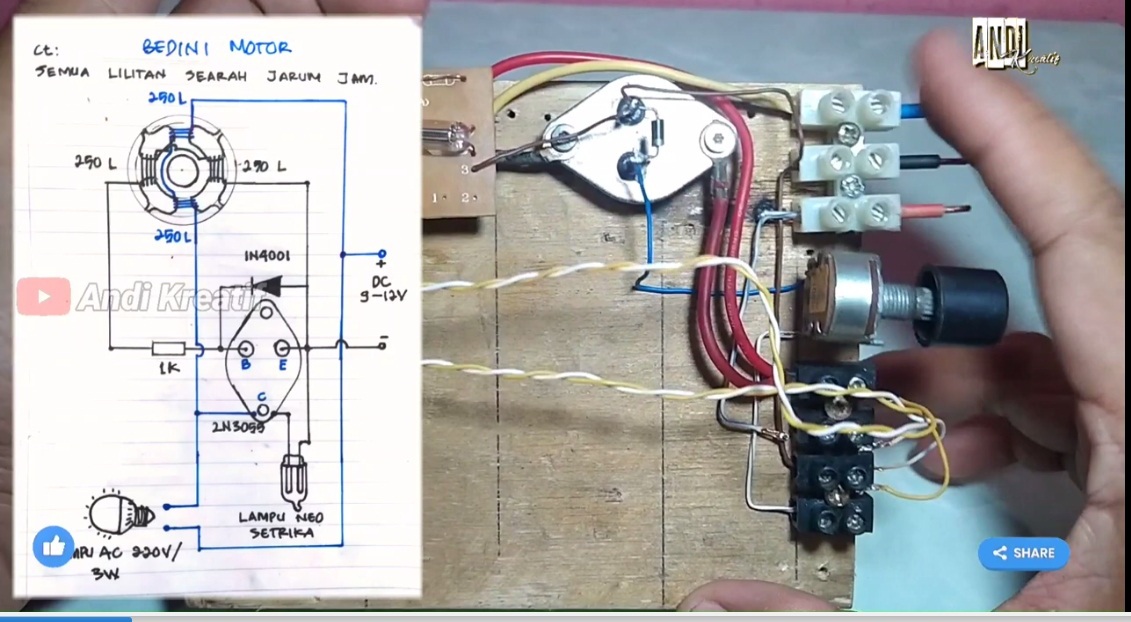 Ct:
BEDINI MOTOR
SEMUA LILITAN SEARAH JARUM JAM.
250 L
250 L
250 L
250 L
1N4001
+
DC
9-12V
-
1K
B
E
C
2N3055
LAMPU NEO
SETRIKA
MPU AC 220V/
3W
Andi Kreatif
3
1
2
ANDI
Kreatif
SHARE